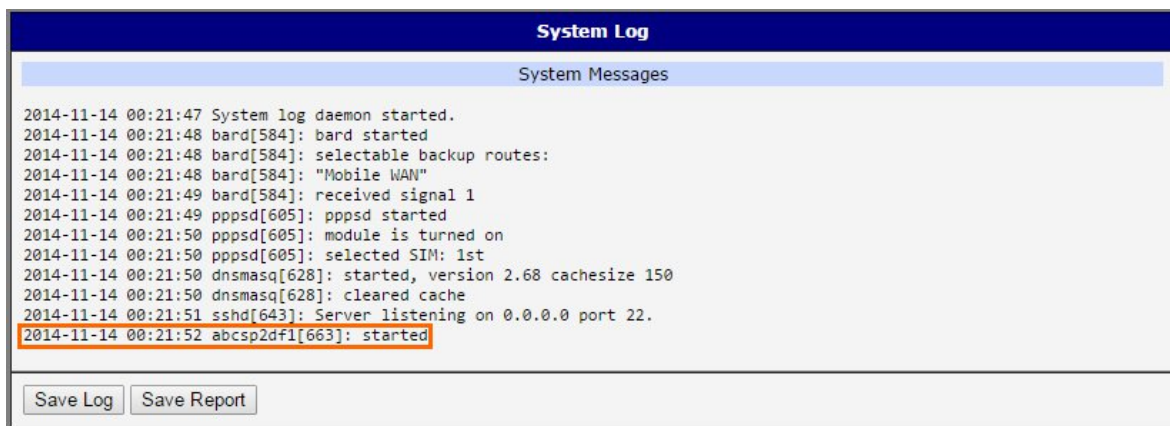 System Log
System Messages
2014-11-14 00:21:47 System log daemon started.
2014-11-14 00:21:48 bard[584]: bard started
2014-11-14 00:21:48 bard[584]: selectable backup routes:
2014-11-14 00:21:48 bard[584]: "Mobile WAN"
2014-11-14 00:21:49 bard[584]: received signal 1
2014-11-14 00:21:49 pppsd[605]: pppsd started
2014-11-14 00:21:50 pppsd[605]: module is turned on
2014-11-14 00:21:50 pppsd[605]: selected SIM: 1st
2014-11-14 00:21:50 dnsmasq[628]: started, version 2.68 cachesize 150
2014-11-14 00:21:50 dnsmasq[628]: cleared cache
2014-11-14 00:21:51 sshd[643]: Server listening on 0.0.0.0 port 22.
2014-11-14 00:21:52 abcsp2df1[663]: started
Save Log Save Report